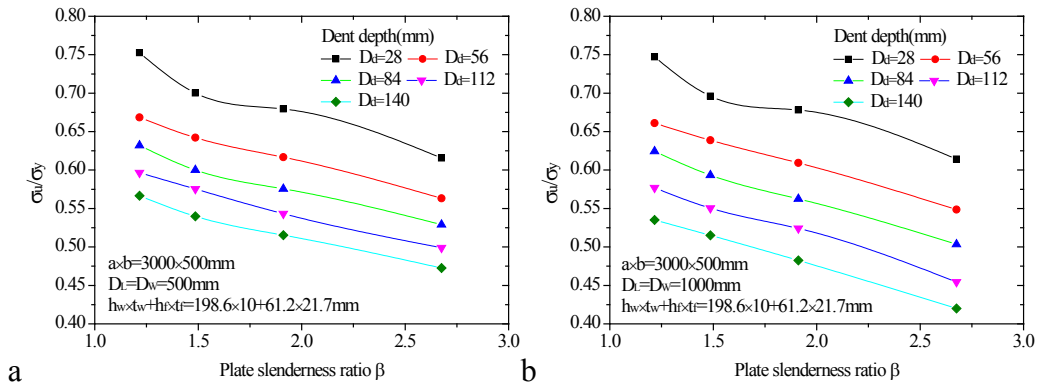 0.80
0.75
0.70
0.65
0.60
0.55
0.50
0.45
0.40
σu/σy
Dent depth(mm)
Dd=28 Dd=56
Dd=84 Dd=112
Dd=140
a×b=3000×500mm
DL=DW=500mm
hw×tw+hf×tf=198.6×10+61.2×21.7mm
1.0 1.5 2.0 2.5 3.0
Plate slenderness ratio β
a
0.80
0.75
0.70
0.65
0.60
0.55
0.50
0.45
0.40
σu/σy
Dent depth(mm)
Dd=28 Dd=56
Dd=84 Dd=112
Dd=140
a×b=3000×500mm
DL=DW=1000mm
hw×tw+hf×tf=198.6×10+61.2×21.7mm
1.0 1.5 2.0 2.5 3.0
Plate slenderness ratio β
b